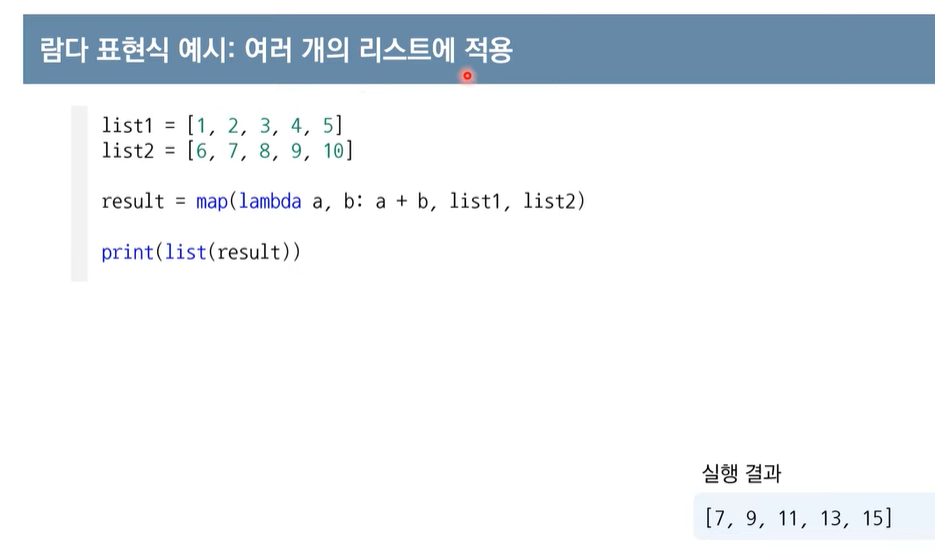 람다 표현식 예시: 여러 개의 리스트에 적용
list1 = [1, 2, 3, 4, 5]
list2 = [6, 7, 8, 9, 10]
result = map(lambda a, b: a + b, list1, list2)
print(list(result))
실행 결과
[7, 9, 11, 13, 15]